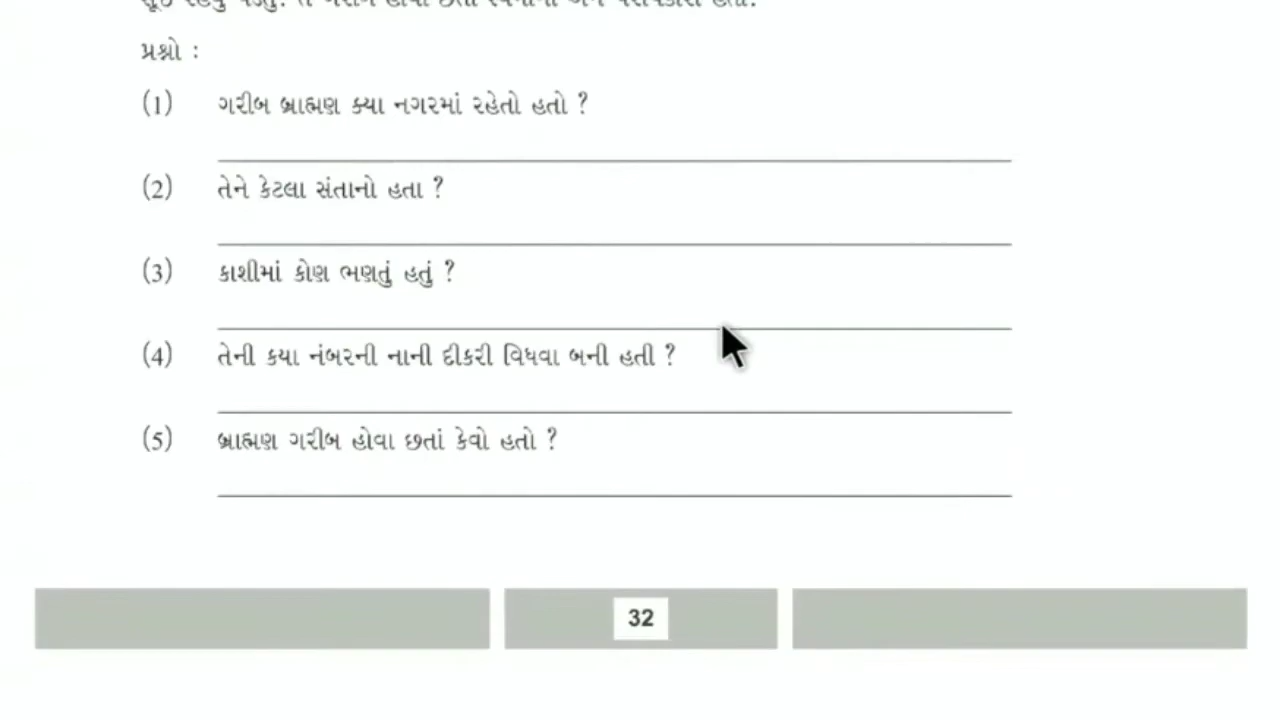 પ્રશ્નો :
(1) ગરીબ બ્રાહ્મણ ક્યા નગરમાં રહેતો હતો ?
(2) તેને કેટલા સંતાનો હતા ?
(3) કાશીમાં કોણ ભણતું હતું ?
(4) તેની કયા નંબરની નાની દીકરી વિધવા બની હતી ?
(5) બ્રાહ્મણ ગરીબ હોવા છતાં કેવો હતો ?
32